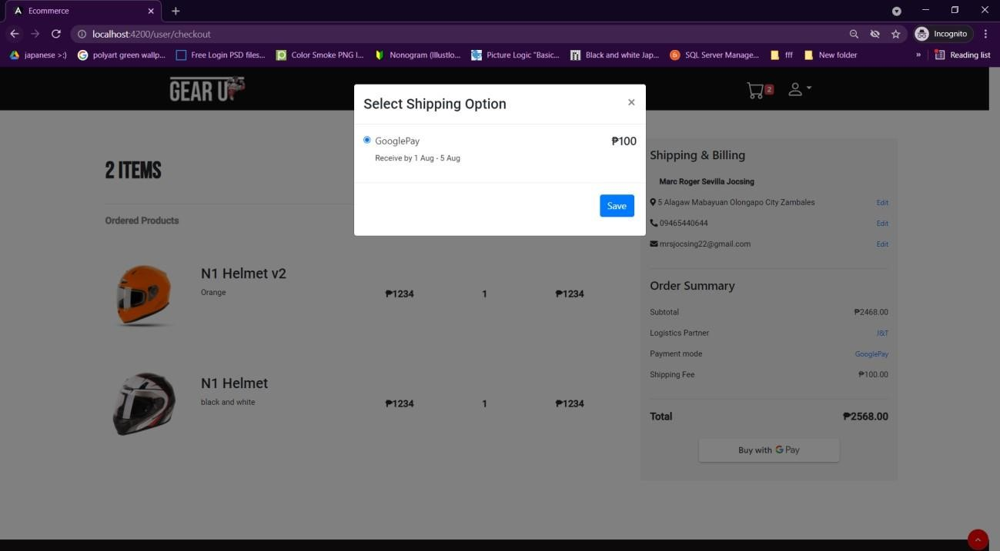 Ecommerce
localhost:4200/user/checkout
Incognito
japanese >:)
polyart green wallp...
Free Login PSD files...
Color Smoke PNG I...
Nonogram (Illustlo...
Picture Logic "Basic...
Black and white Jap...
SQL Server Manage...
fff
New folder
»
Reading list
GEAR UP
2
Select Shipping Option
×
GooglePay ₱100
Receive by 1 Aug - 5 Aug
Save
2 ITEMS
Ordered Products
N1 Helmet v2
Orange
₱1234 1 ₱1234
N1 Helmet
black and white
₱1234 1 ₱1234
Shipping & Billing
Marc Roger Sevilla Jocsing
5 Alagaw Mabayuan Olongapo City Zambales Edit
09465440644 Edit
mrsjocsing22@gmail.com Edit
Order Summary
Subtotal ₱2468.00
Logistics Partner J&T
Payment mode GooglePay
Shipping Fee ₱100.00
Total ₱2568.00
Buy with G Pay